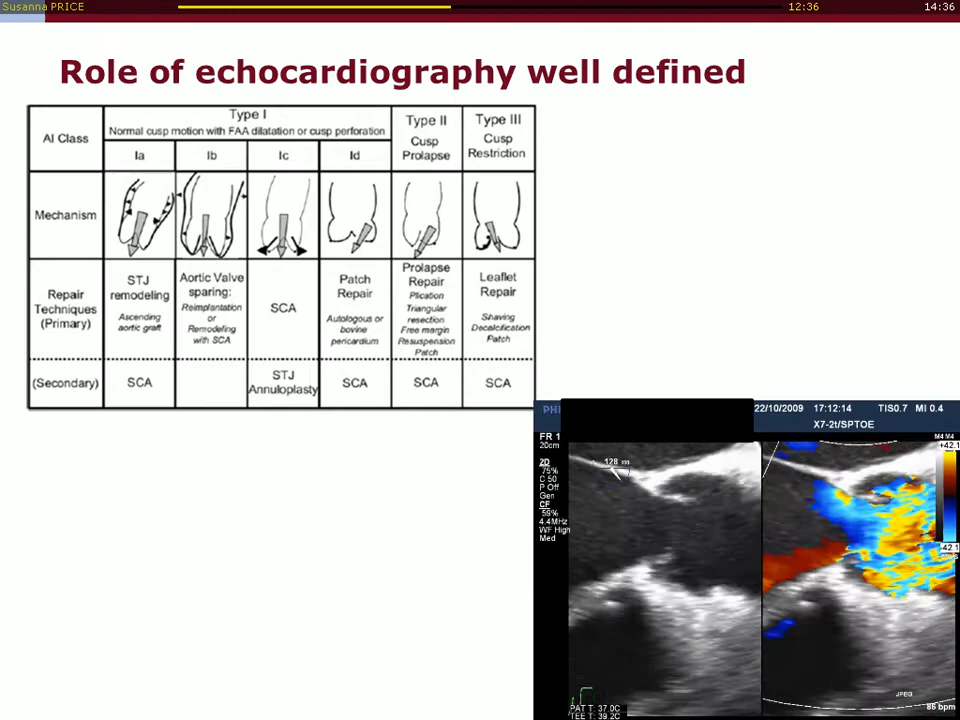 Susanna PRICE
12:36
14:36
Role of echocardiography well defined
AI Class
Type I
Normal cusp motion with FAA dilatation or cusp perforation
Ia
Ib
Ic
Id
Type II
Cusp
Prolapse
Type III
Cusp
Restriction
Mechanism
Repair
Techniques
(Primary)
STJ
remodeling
Ascending
aortic graft
Aortic Valve
sparing:
Reimplantation
or
Remodeling
with SCA
SCA
Patch
Repair
Autologous or
bovine
pericardium
Prolapse
Repair
Plication
Triangular
resection
Free margin
Resuspension
Patch
Leaflet
Repair
Shaving
Decalcification
Patch
(Secondary)
SCA
STJ
Annuloplasty
SCA
SCA
SCA
22/10/2009 17:12:14 TIS0.7 MI 0.4
X7-2t/SPTOE
FR 1
20cm
2D
75%
C 50
P Off
Gen
CF
59%
4.4MHz
WF High
Med
128
M4 M4
+42.1
-42.1
JPEG
PAT T: 37.0C
TEE T: 39.2C
86 bpm